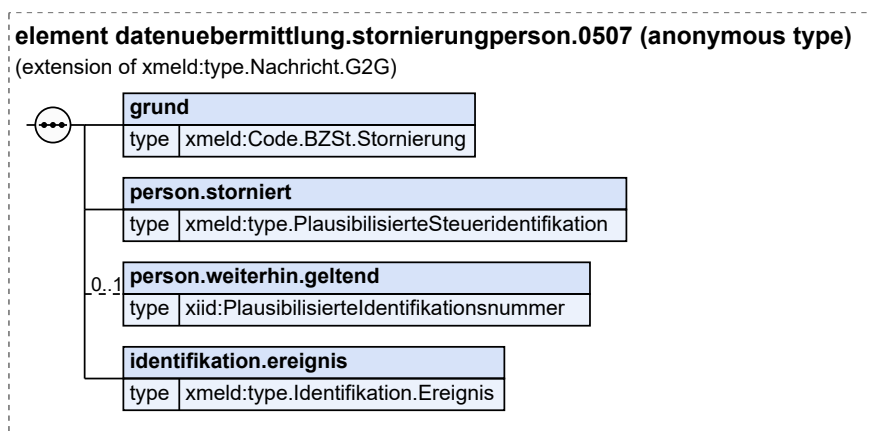 element datenuebermittlung.stornierungperson.0507 (anonymous type)
(extension of xmeld:type.Nachricht.G2G)
grund
type xmeld:Code.BZSt.Stornierung
person.storniert
type xmeld:type.PlausibilisierteSteueridentifikation
0..1 person.weiterhin.geltend
type xiid:PlausibilisierteIdentifikationsnummer
identifikation.ereignis
type xmeld:type.Identifikation.Ereignis